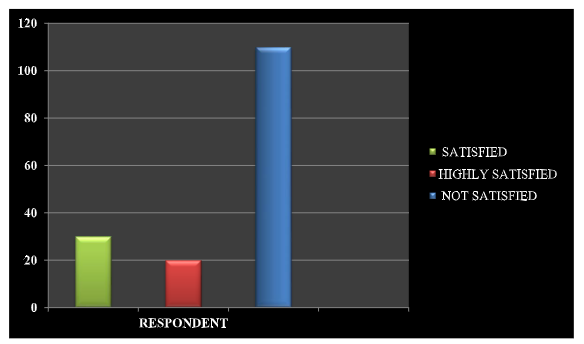 120
100
80
60
40
20
0
RESPONDENT
SATISFIED
HIGHLY SATISFIED
NOT SATISFIED